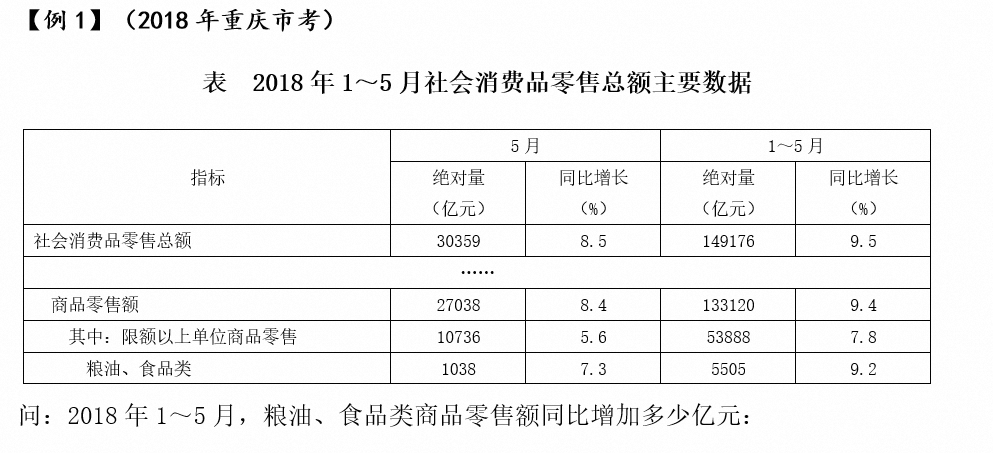 【例 1】（2018 年重庆市考）
表 2018 年 1～5 月社会消费品零售总额主要数据
指标 5 月 1～5 月
绝对量（亿元） 同比增长（%） 绝对量（亿元） 同比增长（%）
社会消费品零售总额 30359 8.5 149176 9.5
……
商品零售额 27038 8.4 133120 9.4
其中：限额以上单位商品零售 10736 5.6 53888 7.8
粮油、食品类 1038 7.3 5505 9.2
问：2018 年 1～5 月，粮油、食品类商品零售额同比增加多少亿元：